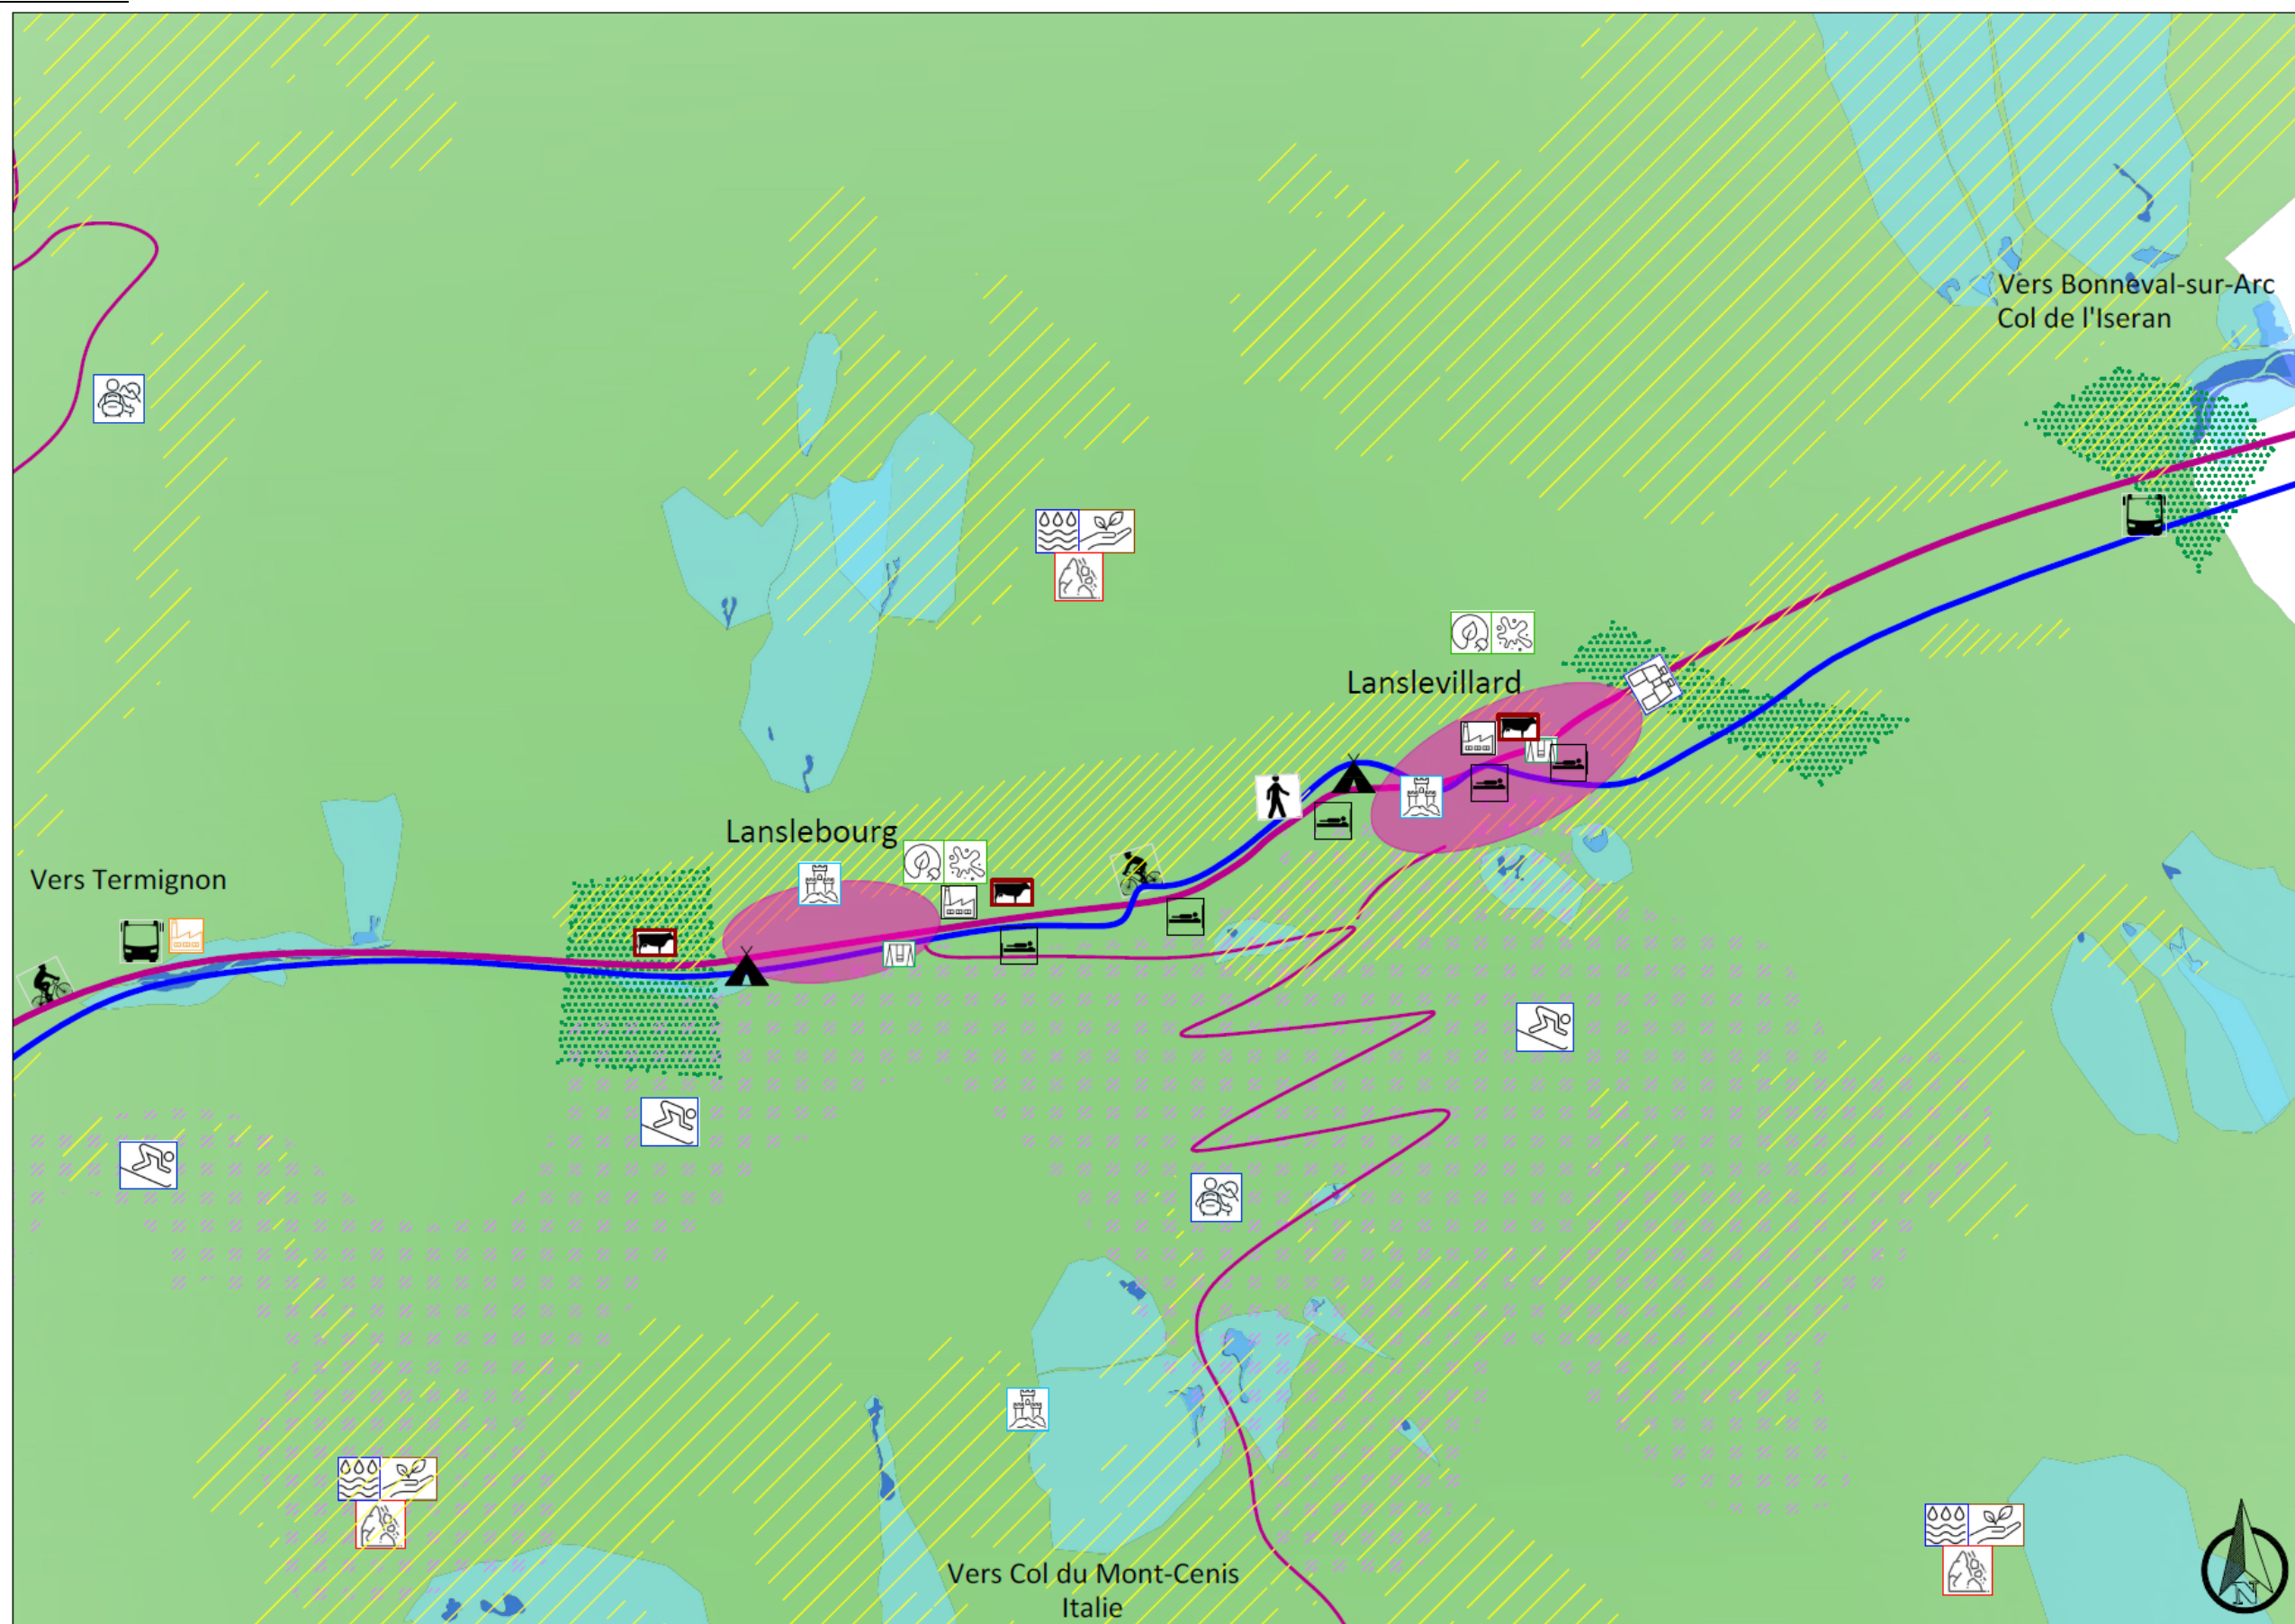 Vers Bonneval-sur-Arc
Col de l'Iseran
Lanslevillard
Lanslebourg
Vers Termignon
Vers Col du Mont-Cenis
Italie
N